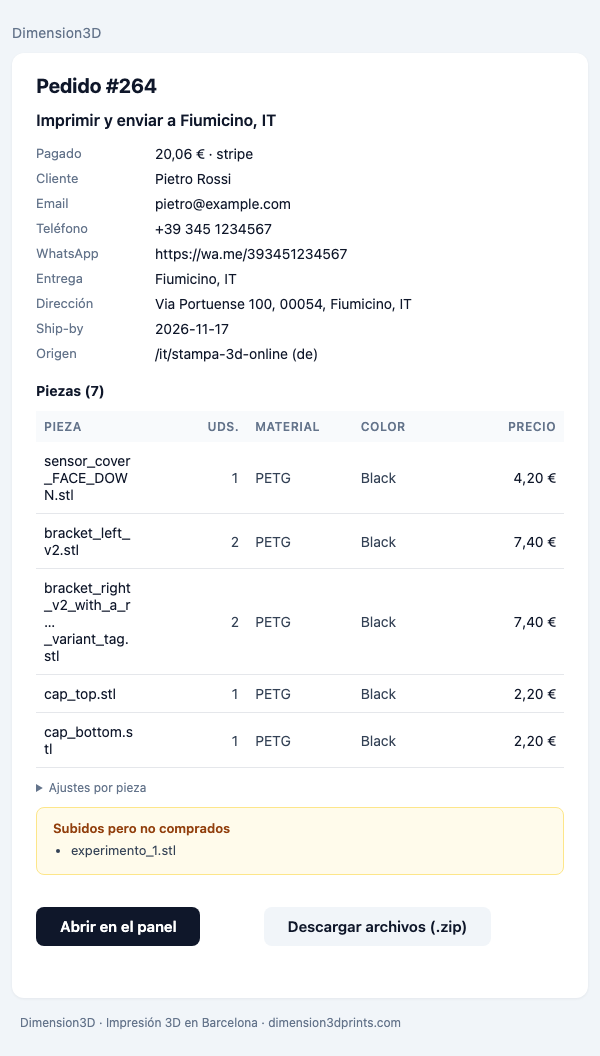 Dimension3D
Pedido #264
Imprimir y enviar a Fiumicino, IT
Pagado 20,06 € · stripe
Cliente Pietro Rossi
Email pietro@example.com
Teléfono +39 345 1234567
WhatsApp https://wa.me/393451234567
Entrega Fiumicino, IT
Dirección Via Portuense 100, 00054, Fiumicino, IT
Ship-by 2026-11-17
Origen /it/stampa-3d-online (de)
Piezas (7)
PIEZA UDS. MATERIAL COLOR PRECIO
sensor_cover
_FACE_DOW
N.stl
1 PETG Black 4,20 €
bracket_left_
v2.stl
2 PETG Black 7,40 €
bracket_right
_v2_with_a_r
…
_variant_tag.
stl
2 PETG Black 7,40 €
cap_top.stl 1 PETG Black 2,20 €
cap_bottom.s
tl
1 PETG Black 2,20 €
▶ Ajustes por pieza
Subidos pero no comprados
• experimento_1.stl
Abrir en el panel
Descargar archivos (.zip)
Dimension3D · Impresión 3D en Barcelona · dimension3dprints.com